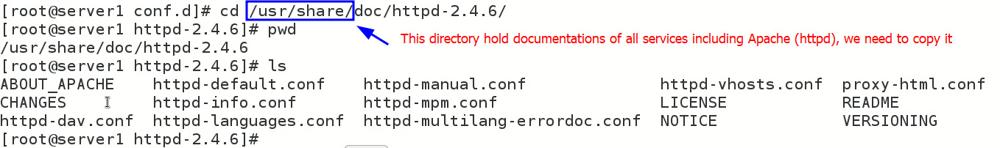 [root@server1 conf.d]# cd /usr/share/doc/httpd-2.4.6/
[root@server1 httpd-2.4.6]# pwd
This directory hold documentations of all services including Apache (httpd), we need to copy it
/usr/share/doc/httpd-2.4.6
[root@server1 httpd-2.4.6]# ls
ABOUT_APACHE httpd-default.conf httpd-manual.conf httpd-vhosts.conf proxy-html.conf
CHANGES httpd-info.conf httpd-mpm.conf LICENSE README
httpd-dav.conf httpd-languages.conf httpd-multilang-errordoc.conf NOTICE VERSIONING
[root@server1 httpd-2.4.6]#